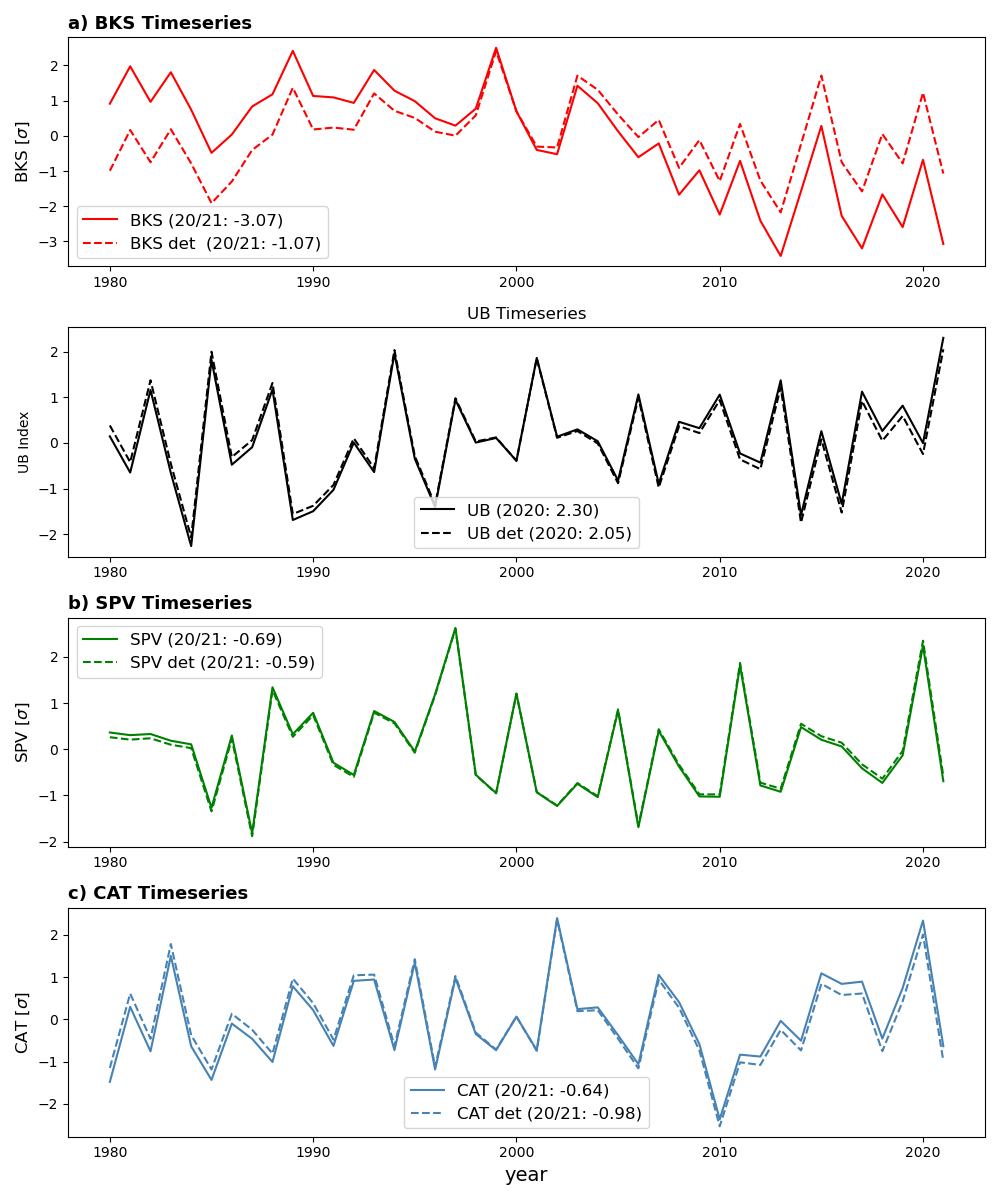 a) BKS Timeseries
BKS [σ]
2
1
0
−1
−2
−3
BKS (20/21: -3.07)
BKS det (20/21: -1.07)
1980 1990 2000 2010 2020
UB Timeseries
UB Index
2
1
0
−1
−2
UB (2020: 2.30)
UB det (2020: 2.05)
1980 1990 2000 2010 2020
b) SPV Timeseries
SPV [σ]
2
1
0
−1
−2
SPV (20/21: -0.69)
SPV det (20/21: -0.59)
1980 1990 2000 2010 2020
c) CAT Timeseries
CAT [σ]
2
1
0
−1
−2
CAT (20/21: -0.64)
CAT det (20/21: -0.98)
1980 1990 2000 2010 2020
year